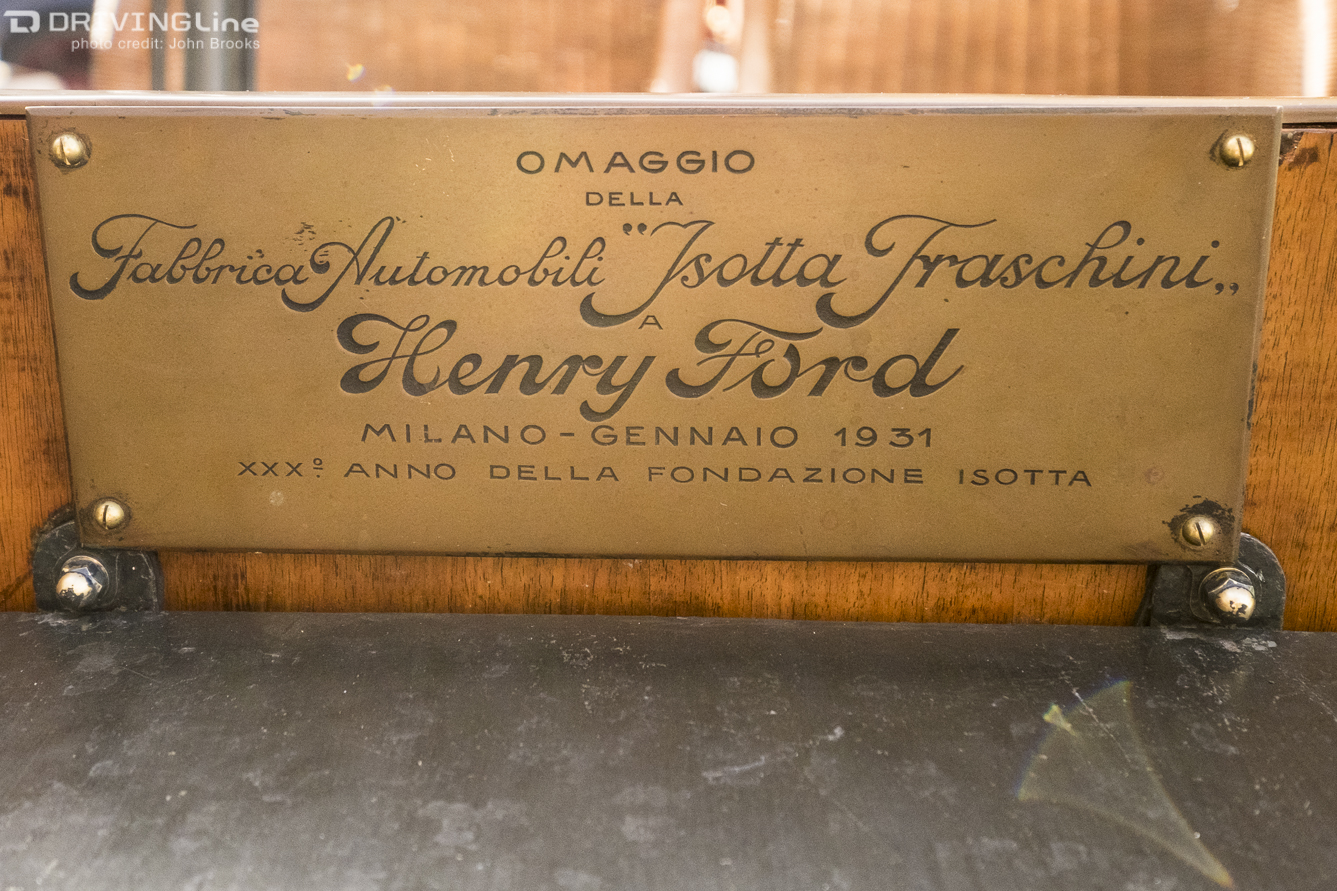 DRIVINGLine
photo credit: John Brooks
OMAGGIO
DELLA
Fabbrica Automobili "Isotta Fraschini„
A
Henry Ford
MILANO - GENNAIO 1931
XXXº. ANNO DELLA FONDAZIONE ISOTTA